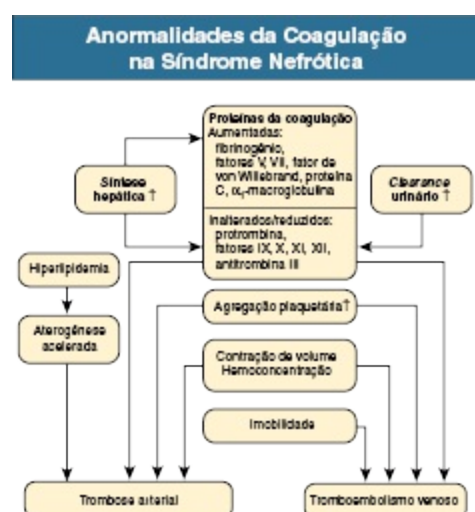 Anormalidades da Coagulação
na Síndrome Nefrótica
Proteínas da coagulação
Aumentadas:
fibrinogênio,
fatores V, VII, fator de
von Willebrand, proteína
C, α₁-macroglobulina
Síntese
hepática ↑
Clearance
urinário ↑
Inalterados/reduzidos:
protrombina,
fatores IX, X, XI, XII,
antitrombina III
Hiperlipidemia
Agregação plaquetária↑
Aterogênese
acelerada
Contração de volume
Hemoconcentração
Imobilidade
Trombose arterial
Tromboembolismo venoso